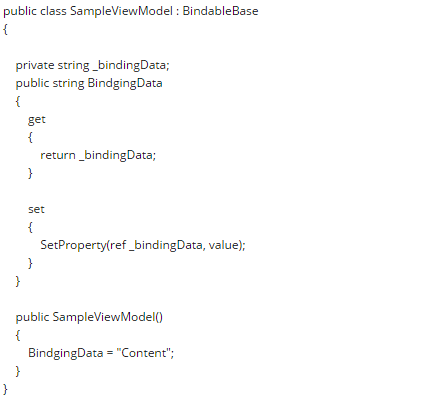 public class SampleViewModel : BindableBase
{
private string _bindingData;
public string BindgingData
{
get
{
return _bindingData;
}
set
{
SetProperty(ref _bindingData, value);
}
}
public SampleViewModel()
{
BindgingData = "Content";
}
}